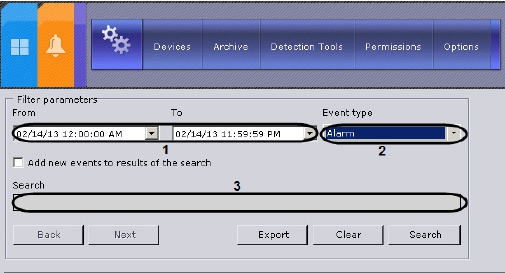 Devices Archive Detection Tools Permissions Options
Filter parameters
From To Event type
02/14/13 12:00:00 AM 02/14/13 11:59:59 PM Alarm
1 2
Add new events to results of the search
Search 3
Back Next Export Clear Search